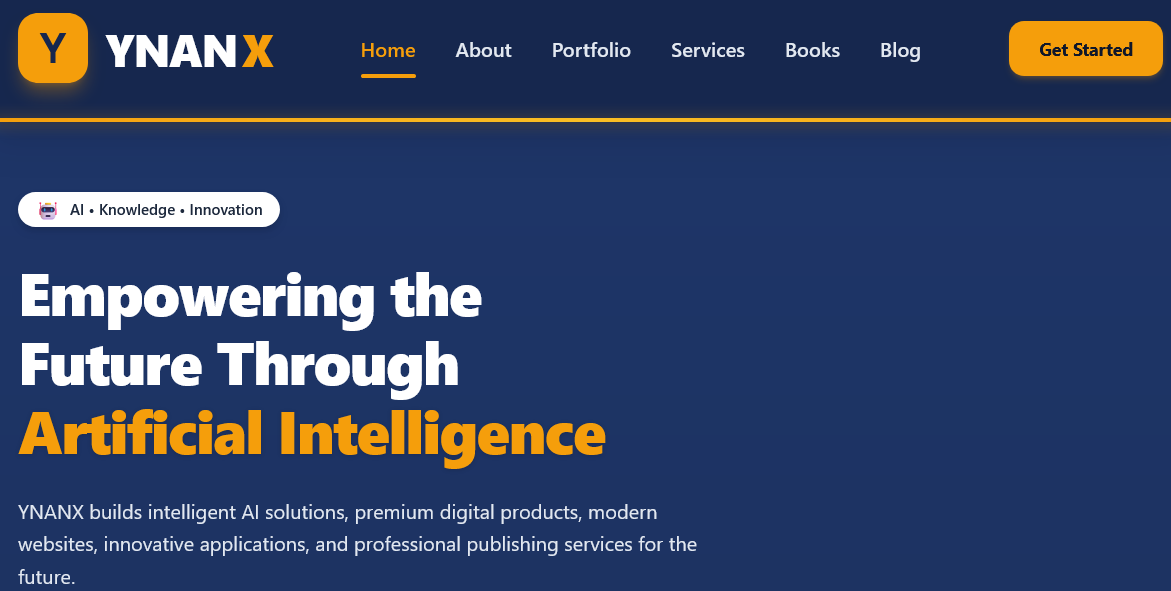 Y YNANX Home About Portfolio Services Books Blog Get Started
AI • Knowledge • Innovation
Empowering the
Future Through
Artificial Intelligence
YNANX builds intelligent AI solutions, premium digital products, modern
websites, innovative applications, and professional publishing services for the
future.